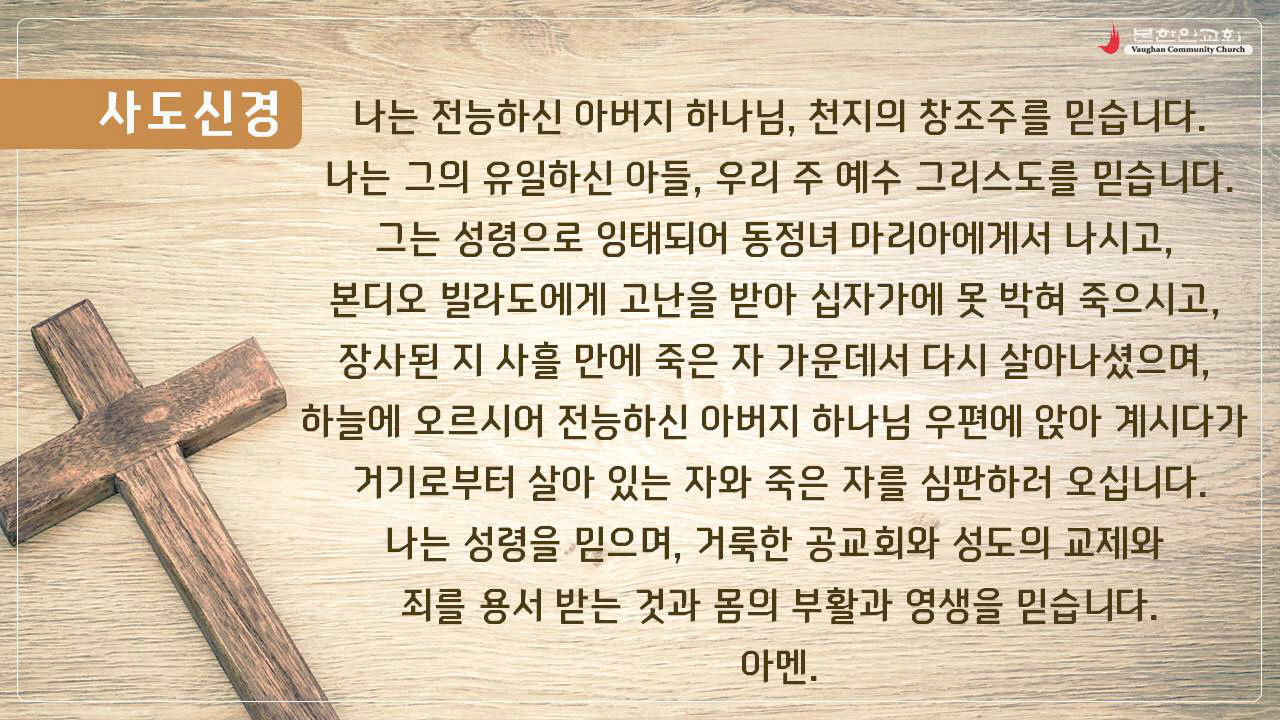 본한인교회
Vaughan Community Church
사도신경
나는 전능하신 아버지 하나님, 천지의 창조주를 믿습니다.
나는 그의 유일하신 아들, 우리 주 예수 그리스도를 믿습니다.
그는 성령으로 잉태되어 동정녀 마리아에게서 나시고,
본디오 빌라도에게 고난을 받아 십자가에 못 박혀 죽으시고,
장사된 지 사흘 만에 죽은 자 가운데서 다시 살아나셨으며,
하늘에 오르시어 전능하신 아버지 하나님 우편에 앉아 계시다가
거기로부터 살아 있는 자와 죽은 자를 심판하러 오십니다.
나는 성령을 믿으며, 거룩한 공교회와 성도의 교제와
죄를 용서 받는 것과 몸의 부활과 영생을 믿습니다.
아멘.